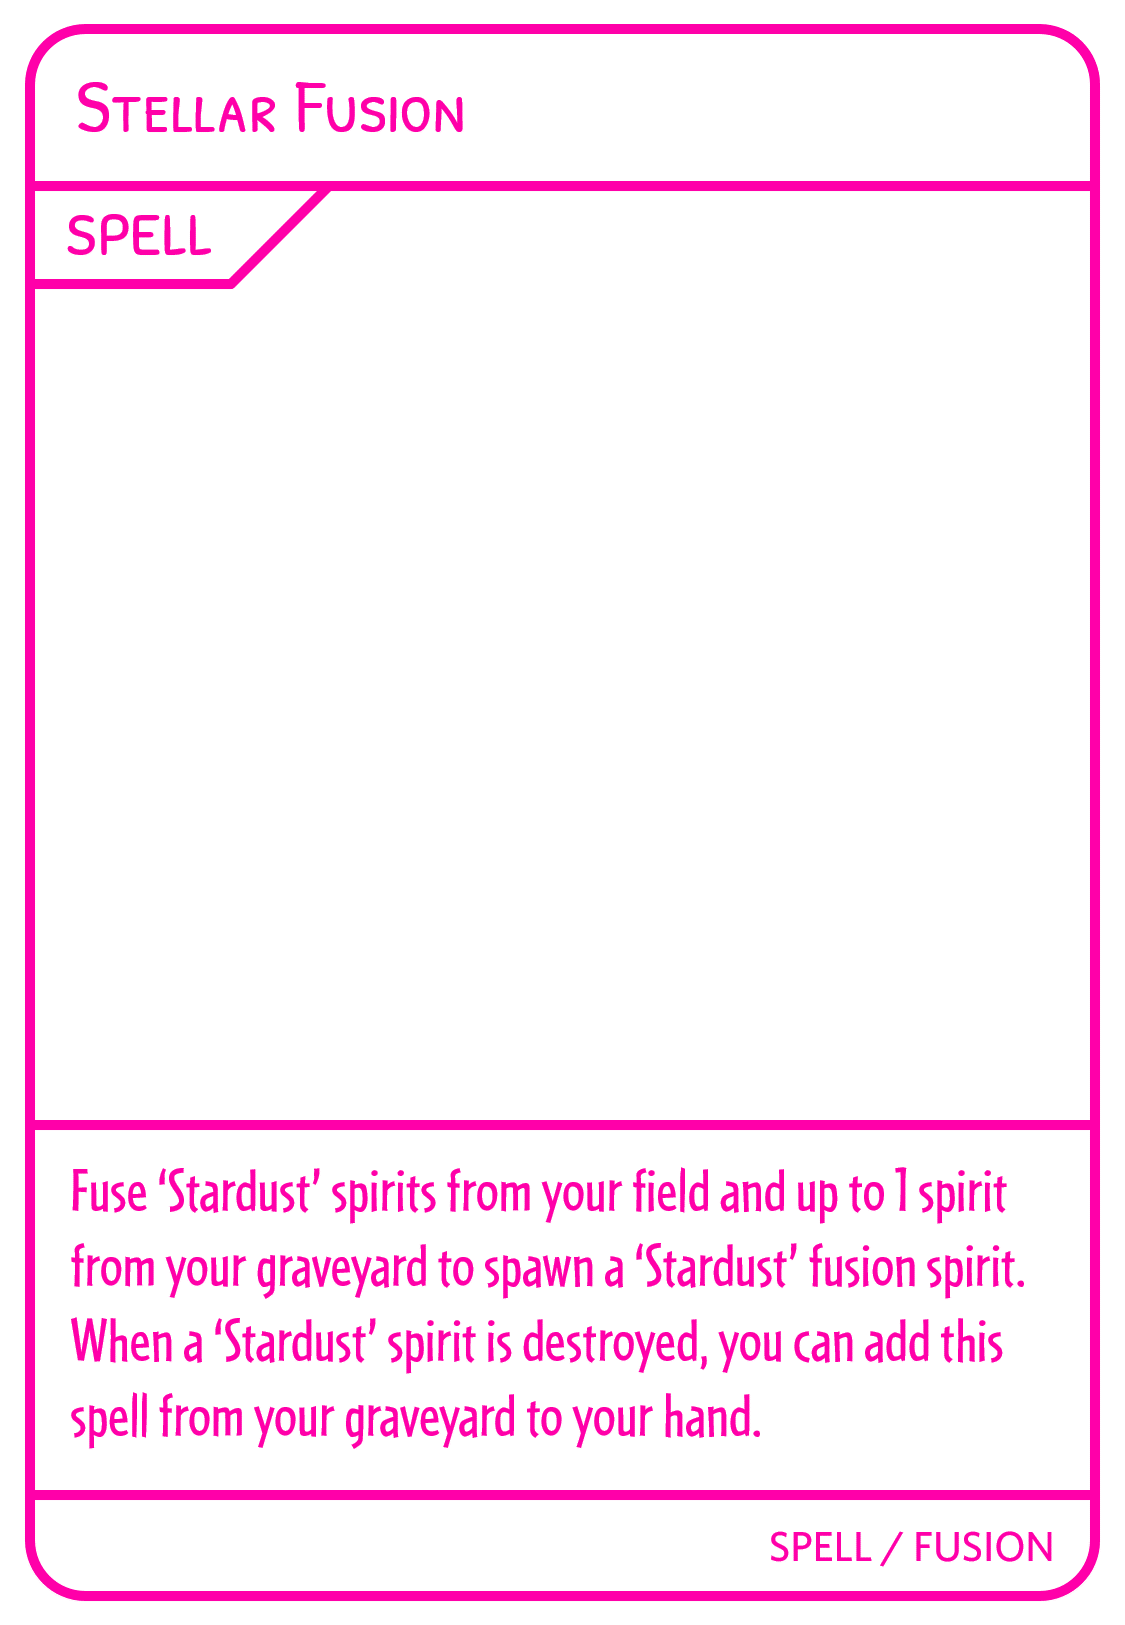 Stellar Fusion
SPELL
Fuse ‘Stardust’ spirits from your field and up to 1 spirit
from your graveyard to spawn a ‘Stardust’ fusion spirit.
When a ‘Stardust’ spirit is destroyed, you can add this
spell from your graveyard to your hand.
SPELL / FUSION